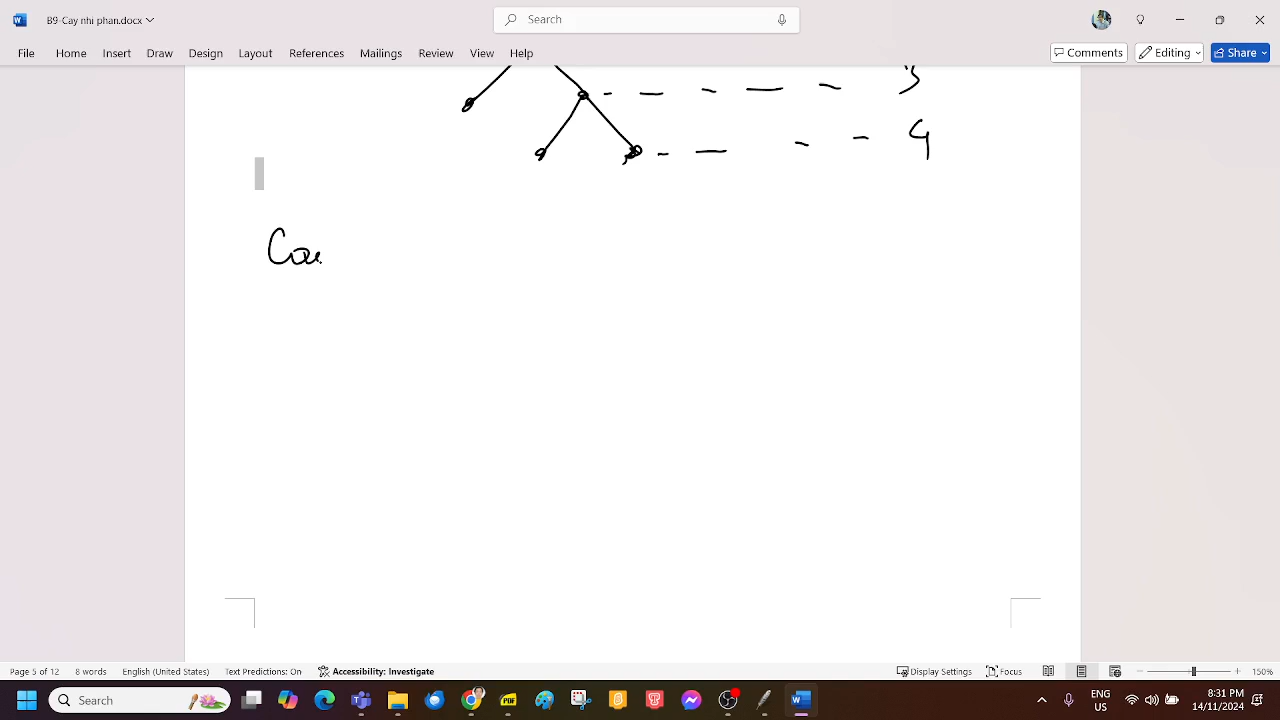 B9-Cay nhi phan.docx
Search
File Home Insert Draw Design Layout References Mailings Review View Help
Comments Editing Share
3
4
Page 5 of 12 8 words English (United States) Text Predictions: On Accessibility: Investigate Display Settings Focus 150%
Search PDF ENG 8:31 PM
US 14/11/2024